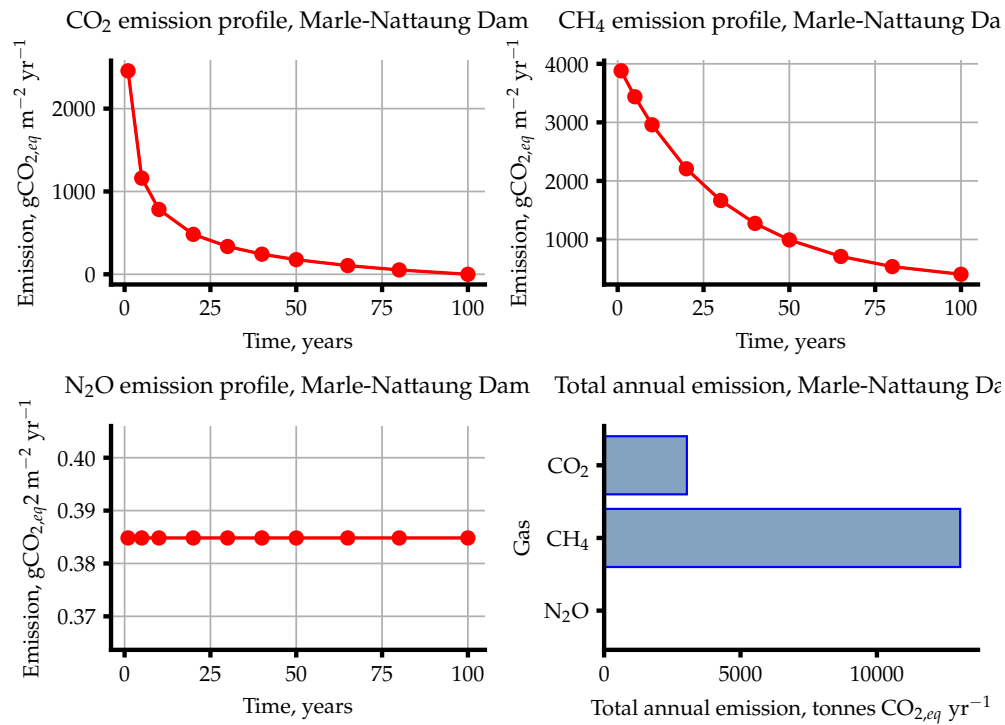 CO2 emission profile, Marle-Nattaung Dam
Emission, gCO2,eq m−2 yr−1
2000
1000
0
0 25 50 75 100
Time, years
CH4 emission profile, Marle-Nattaung Da
Emission, gCO2,eq m−2 yr−1
4000
3000
2000
1000
0 25 50 75 100
Time, years
N2O emission profile, Marle-Nattaung Dam
Emission, gCO2,eq2 m−2 yr−1
0.40
0.39
0.38
0.37
0 25 50 75 100
Time, years
Total annual emission, Marle-Nattaung Da
Gas
CO2
CH4
N2O
0 5000 10000
Total annual emission, tonnes CO2,eq yr−1